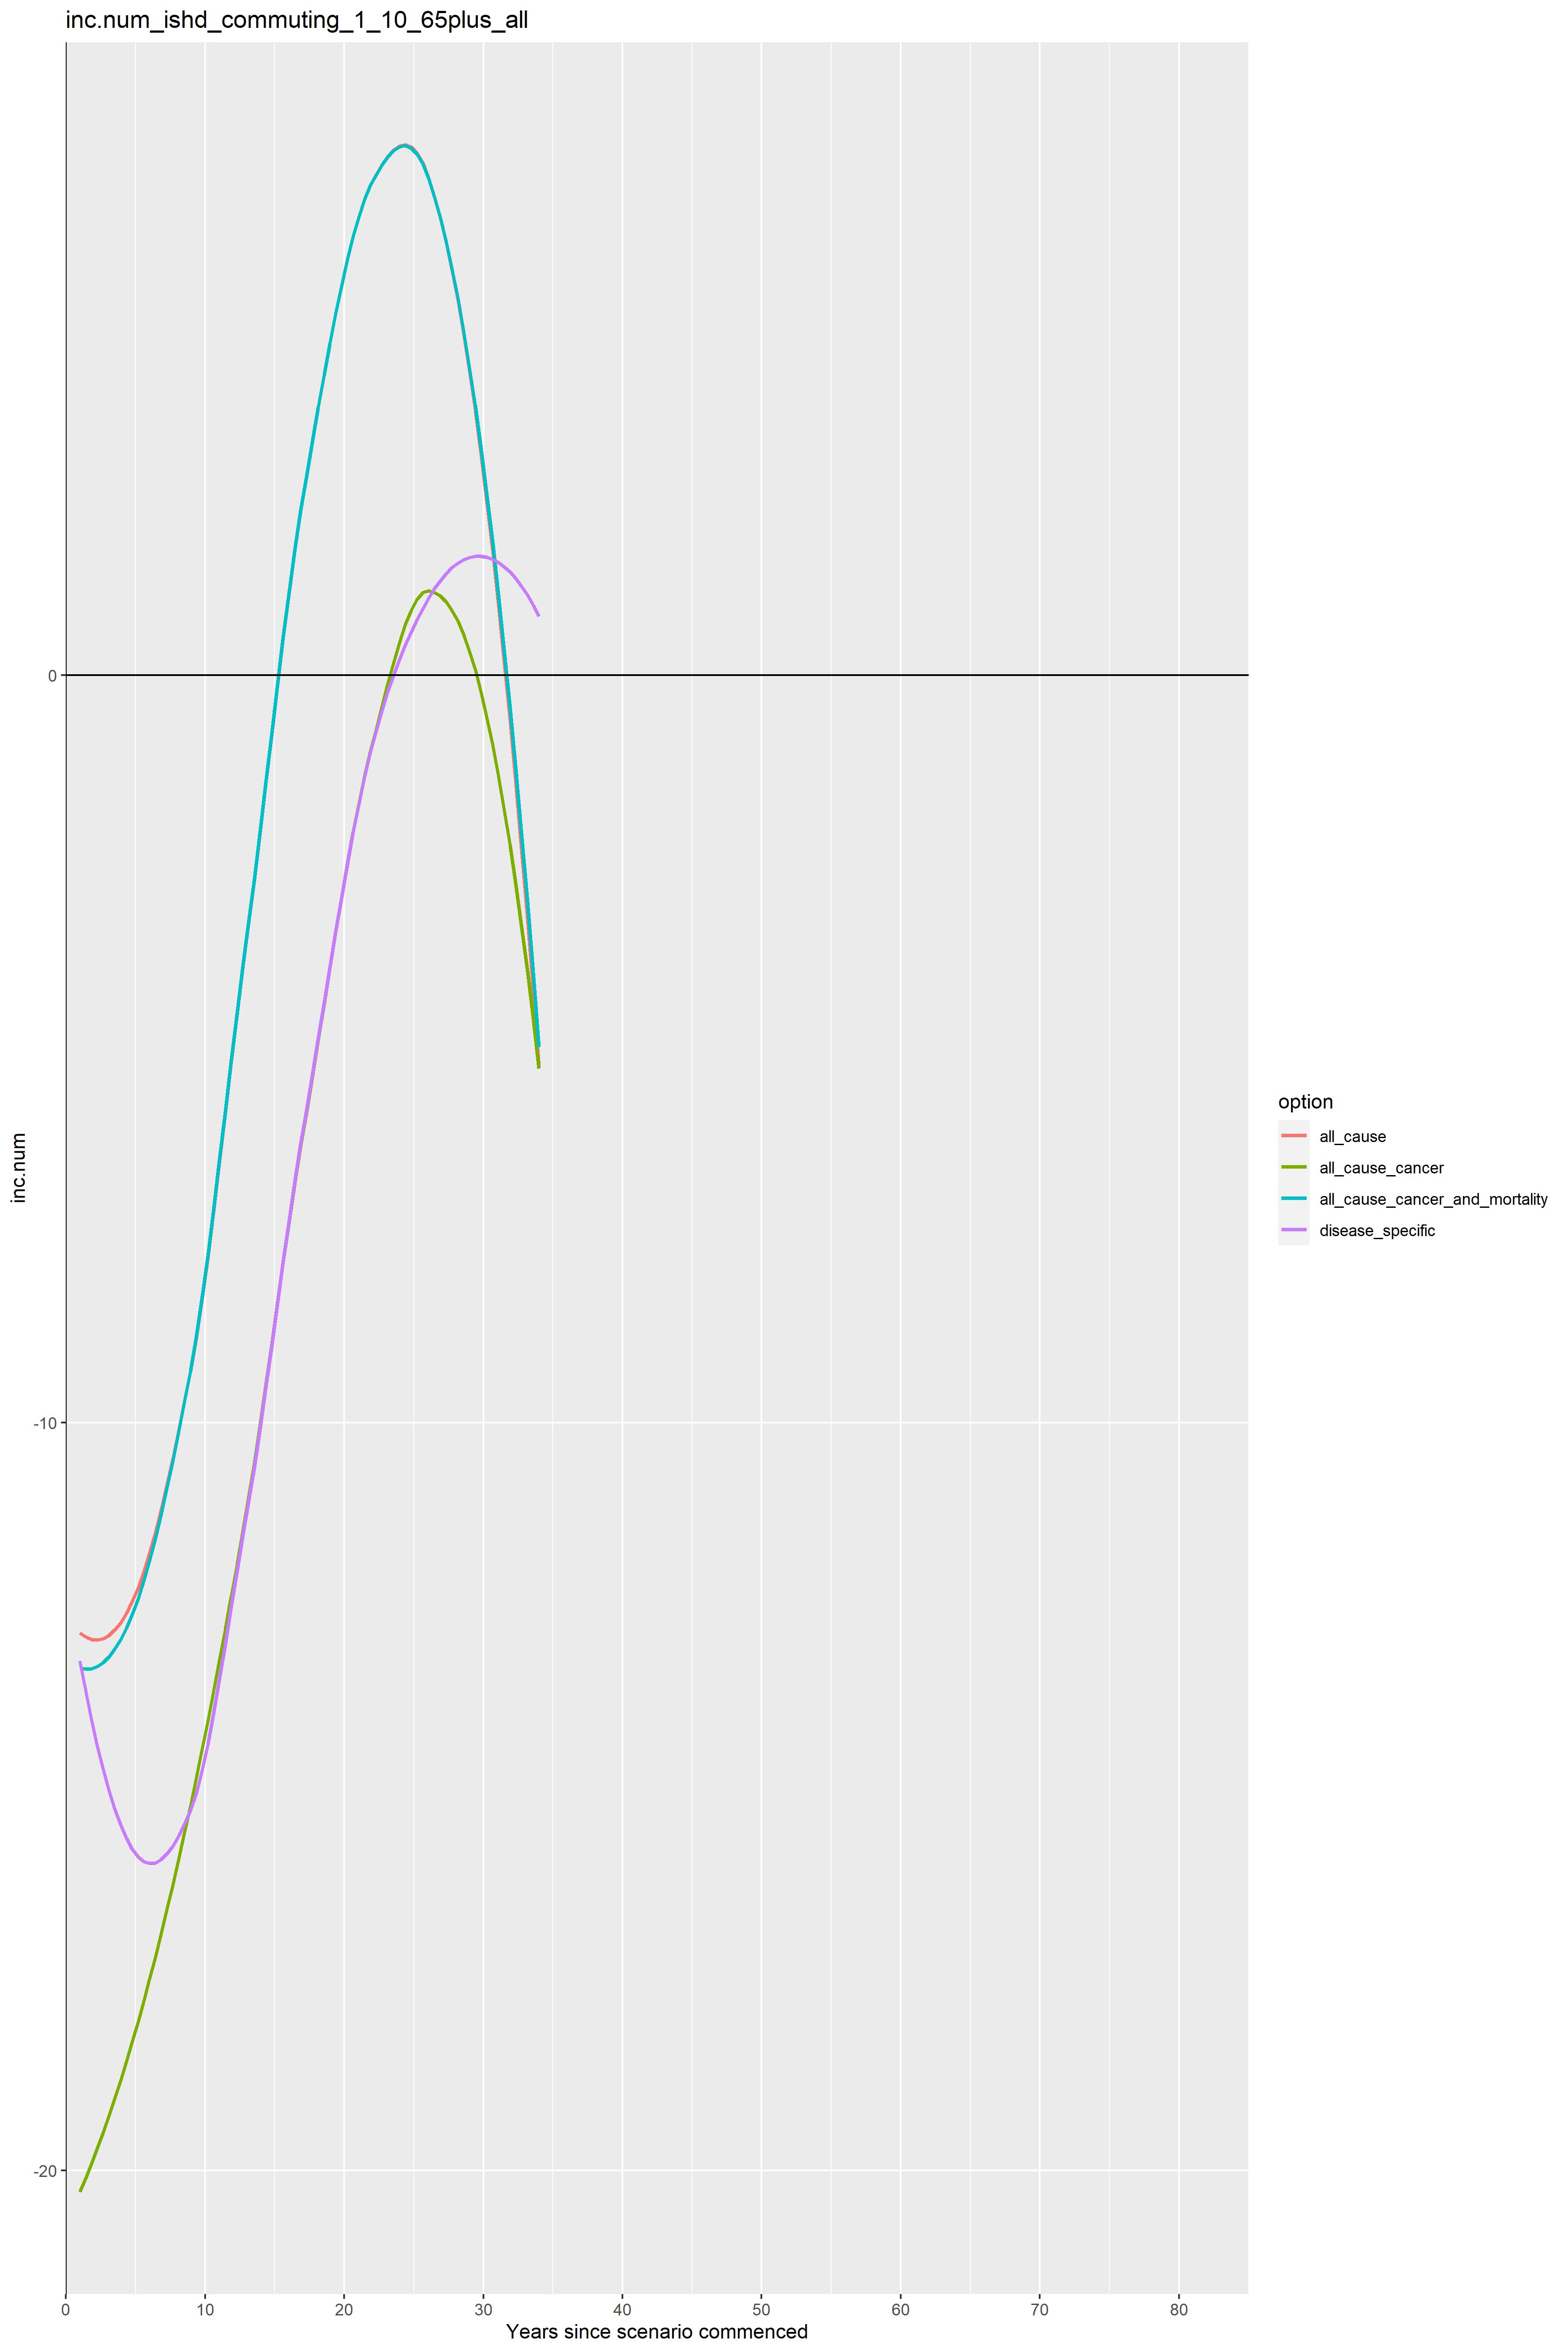 inc.num_ishd_commuting_1_10_65plus_all
inc.num
0
-10
-20
0 10 20 30 40 50 60 70 80
Years since scenario commenced
option
all_cause
all_cause_cancer
all_cause_cancer_and_mortality
disease_specific